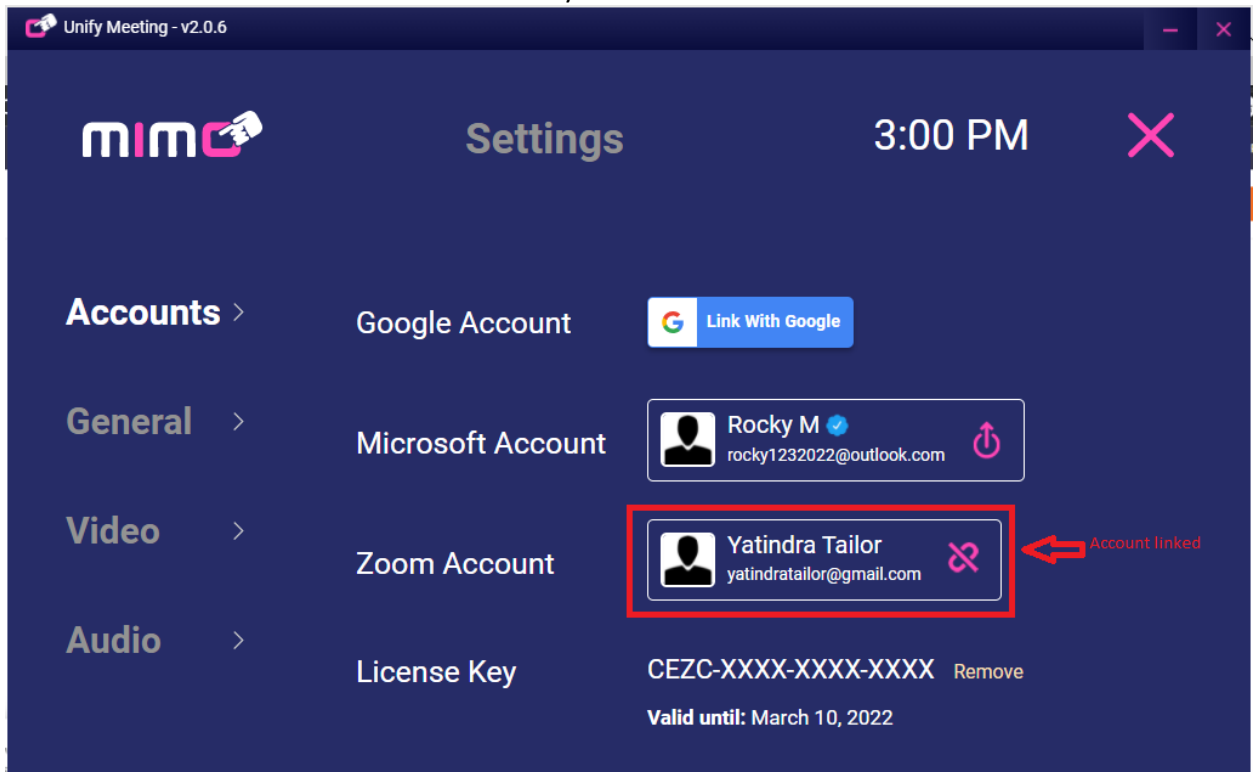 Unify Meeting - v2.0.6
mimo
Settings
3:00 PM
Accounts
Google Account
G Link With Google
General
Microsoft Account
Rocky M
rocky1232022@outlook.com
Video
Zoom Account
Yatindra Tailor
yatindratailor@gmail.com
Account linked
Audio
License Key
CEZC-XXXX-XXXX-XXXX Remove
Valid until: March 10, 2022